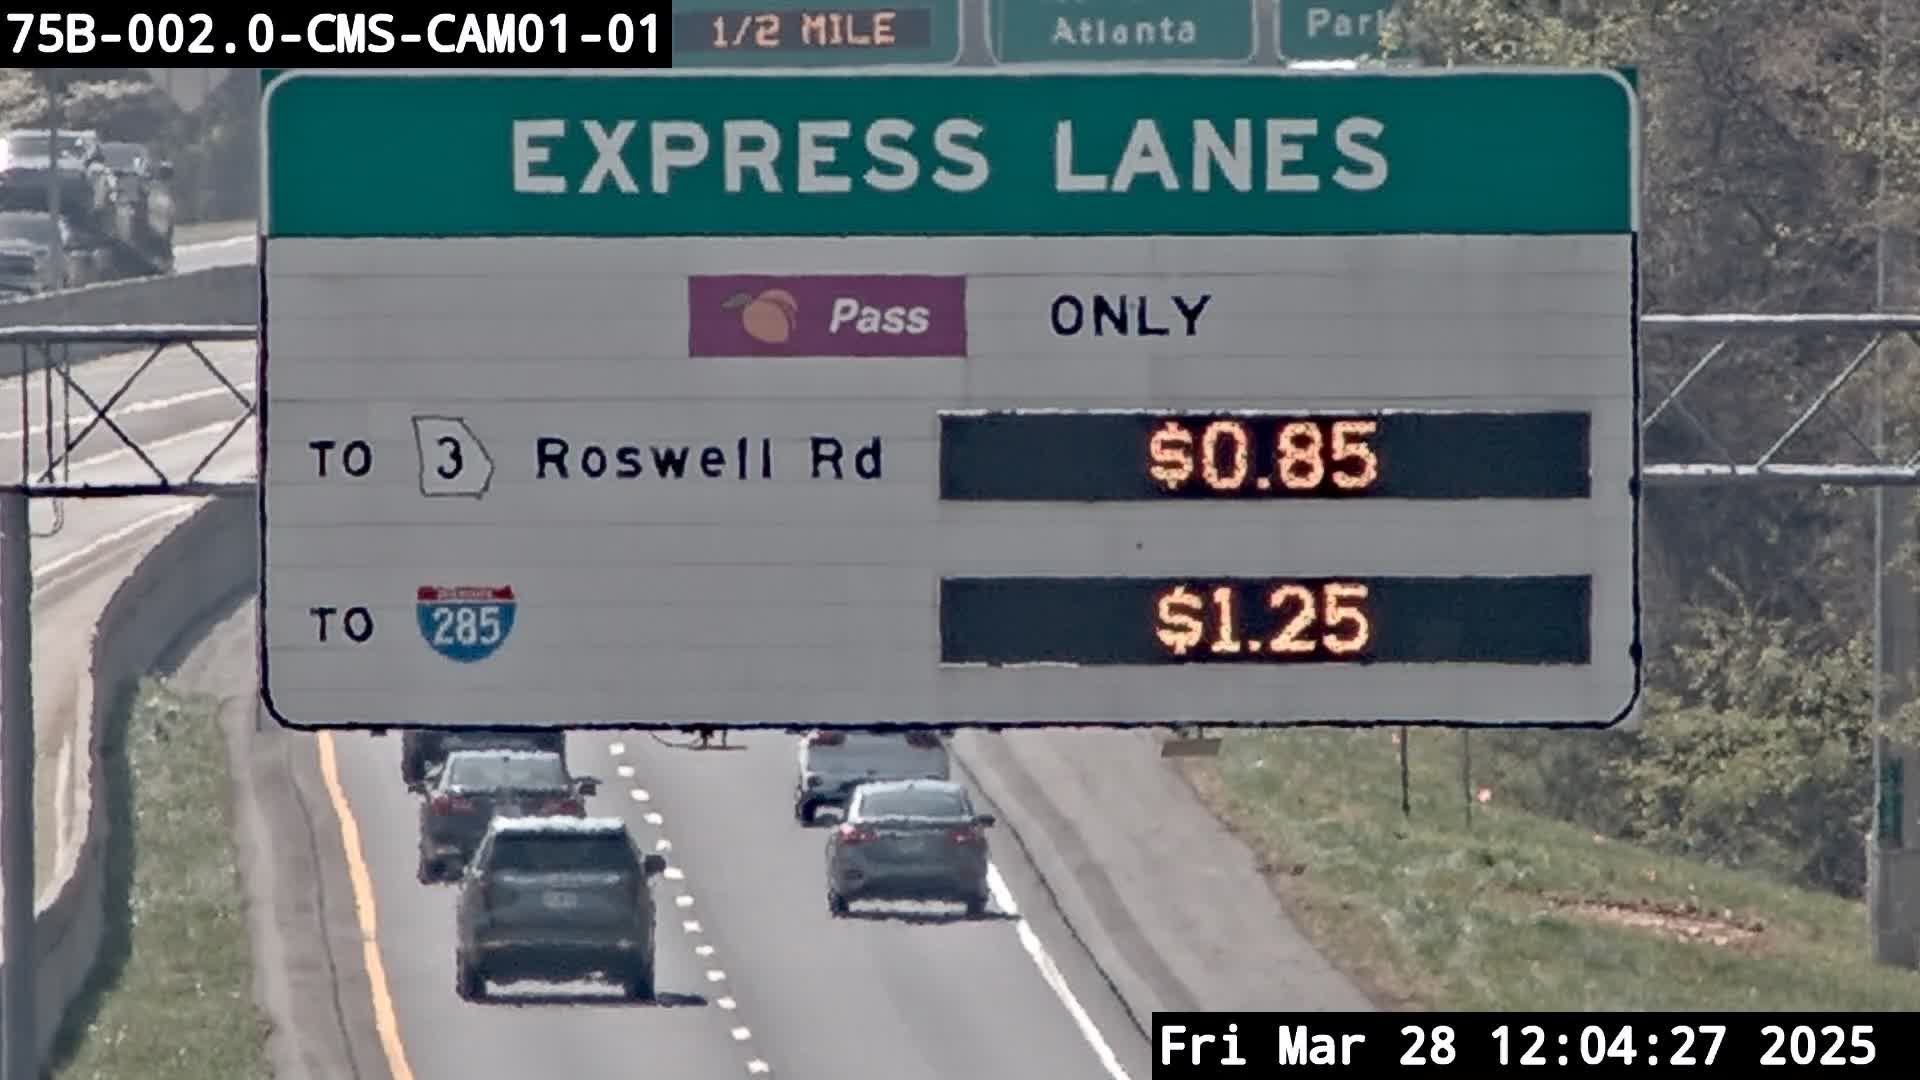 75B-002.0-CMS-CAM01-01
1/2 MILE
Atlanta
EXPRESS LANES
Pass ONLY
TO 3 Roswell Rd $0.85
TO 285 $1.25
Fri Mar 28 12:04:27 2025